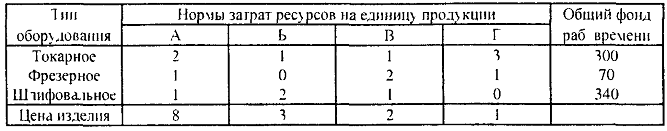 Тип оборудования | Нормы затрат ресурсов на единицу продукции | Общий фонд раб времени
А | Б | В | Г
Токарное | 2 | 1 | 1 | 3 | 300
Фрезерное | 1 | 0 | 2 | 1 | 70
Шлифовальное | 1 | 2 | 1 | 0 | 340
Цена изделия | 8 | 3 | 2 | 1